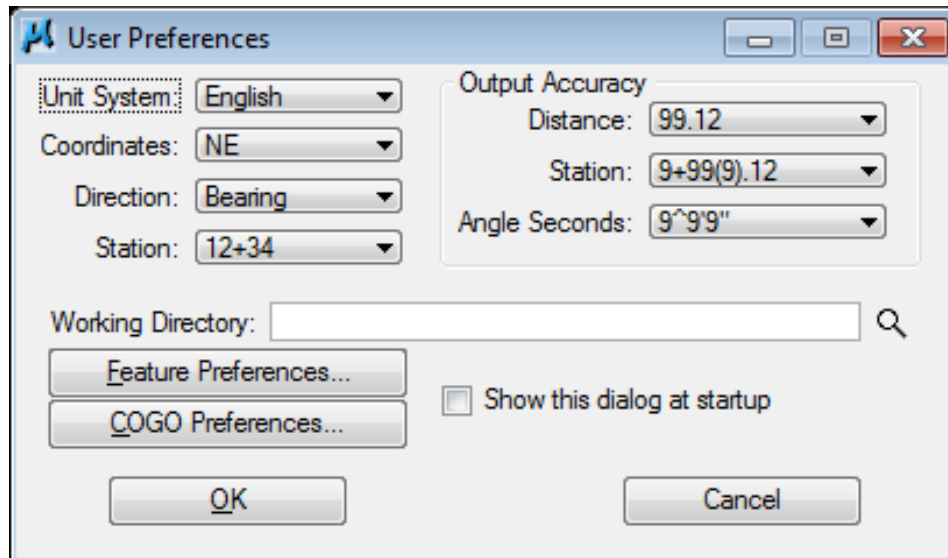 User Preferences
Unit System: English
Coordinates: NE
Direction: Bearing
Station: 12+34
Output Accuracy
Distance: 99.12
Station: 9+99(9).12
Angle Seconds: 9^9'9"
Working Directory:
Feature Preferences...
COGO Preferences...
Show this dialog at startup
OK
Cancel